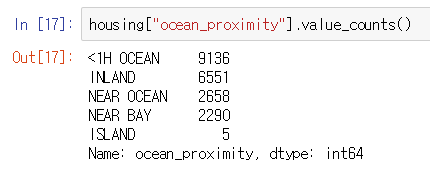 In [17]: housing["ocean_proximity"].value_counts()
Out[17]: <1H OCEAN     9136
INLAND        6551
NEAR OCEAN    2658
NEAR BAY      2290
ISLAND           5
Name: ocean_proximity, dtype: int64